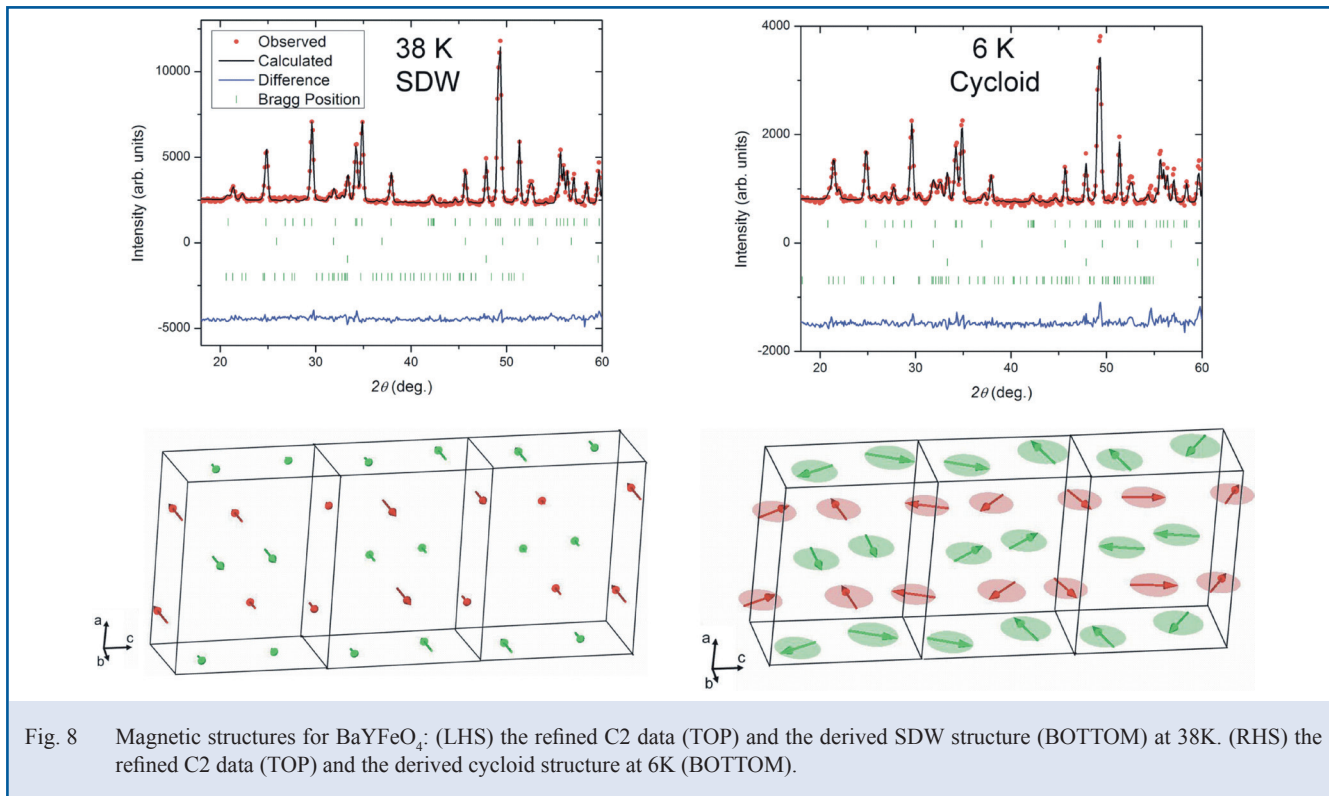 Observed
Calculated
Difference
Bragg Position
38 K
SDW
10000
5000
0
-5000
Intensity (arb. units)
20 30 40 50 60
2θ (deg.)
6 K
Cycloid
4000
2000
0
-2000
Intensity (arb. units)
20 30 40 50 60
2θ (deg.)
a
b
c
a
b
c
Fig. 8 Magnetic structures for BaYFeO₄: (LHS) the refined C2 data (TOP) and the derived SDW structure (BOTTOM) at 38K. (RHS) the
refined C2 data (TOP) and the derived cycloid structure at 6K (BOTTOM).